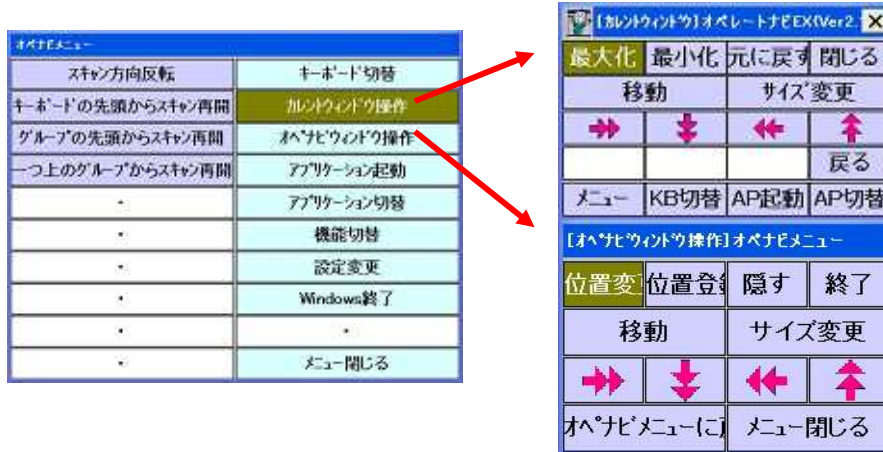 オペナビメニュー
スキャン方向反転 キーボード切替
キーボードの先頭からスキャン再開 カレントウィンドウ操作
グループの先頭からスキャン再開 オペナビウィンドウ操作
一つ上のグループからスキャン再開 アプリケーション起動
・ アプリケーション切替
・ 機能切替
・ 設定変更
・ Windows終了
・ ・
・ メニュー閉じる
[カレントウィンドウ]オペレートナビEX(Ver2.
最大化 最小化 元に戻す 閉じる
移動 サイズ変更
戻る
メニュー KB切替 AP起動 AP切替
[オペナビウィンドウ操作]オペナビメニュー
位置変 位置登 隠す 終了
移動 サイズ変更
オペナビメニューに メニュー閉じる